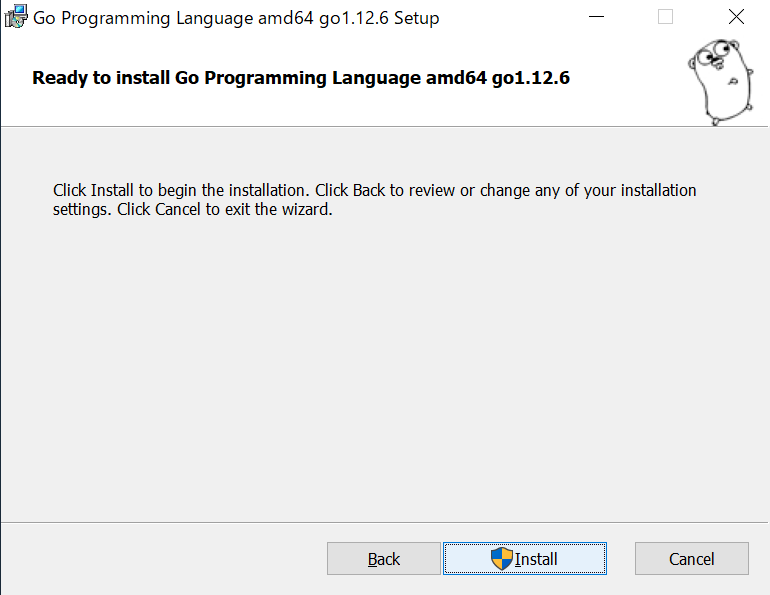 Go Programming Language amd64 go1.12.6 Setup
Ready to install Go Programming Language amd64 go1.12.6
Click Install to begin the installation. Click Back to review or change any of your installation
settings. Click Cancel to exit the wizard.
Back
Install
Cancel